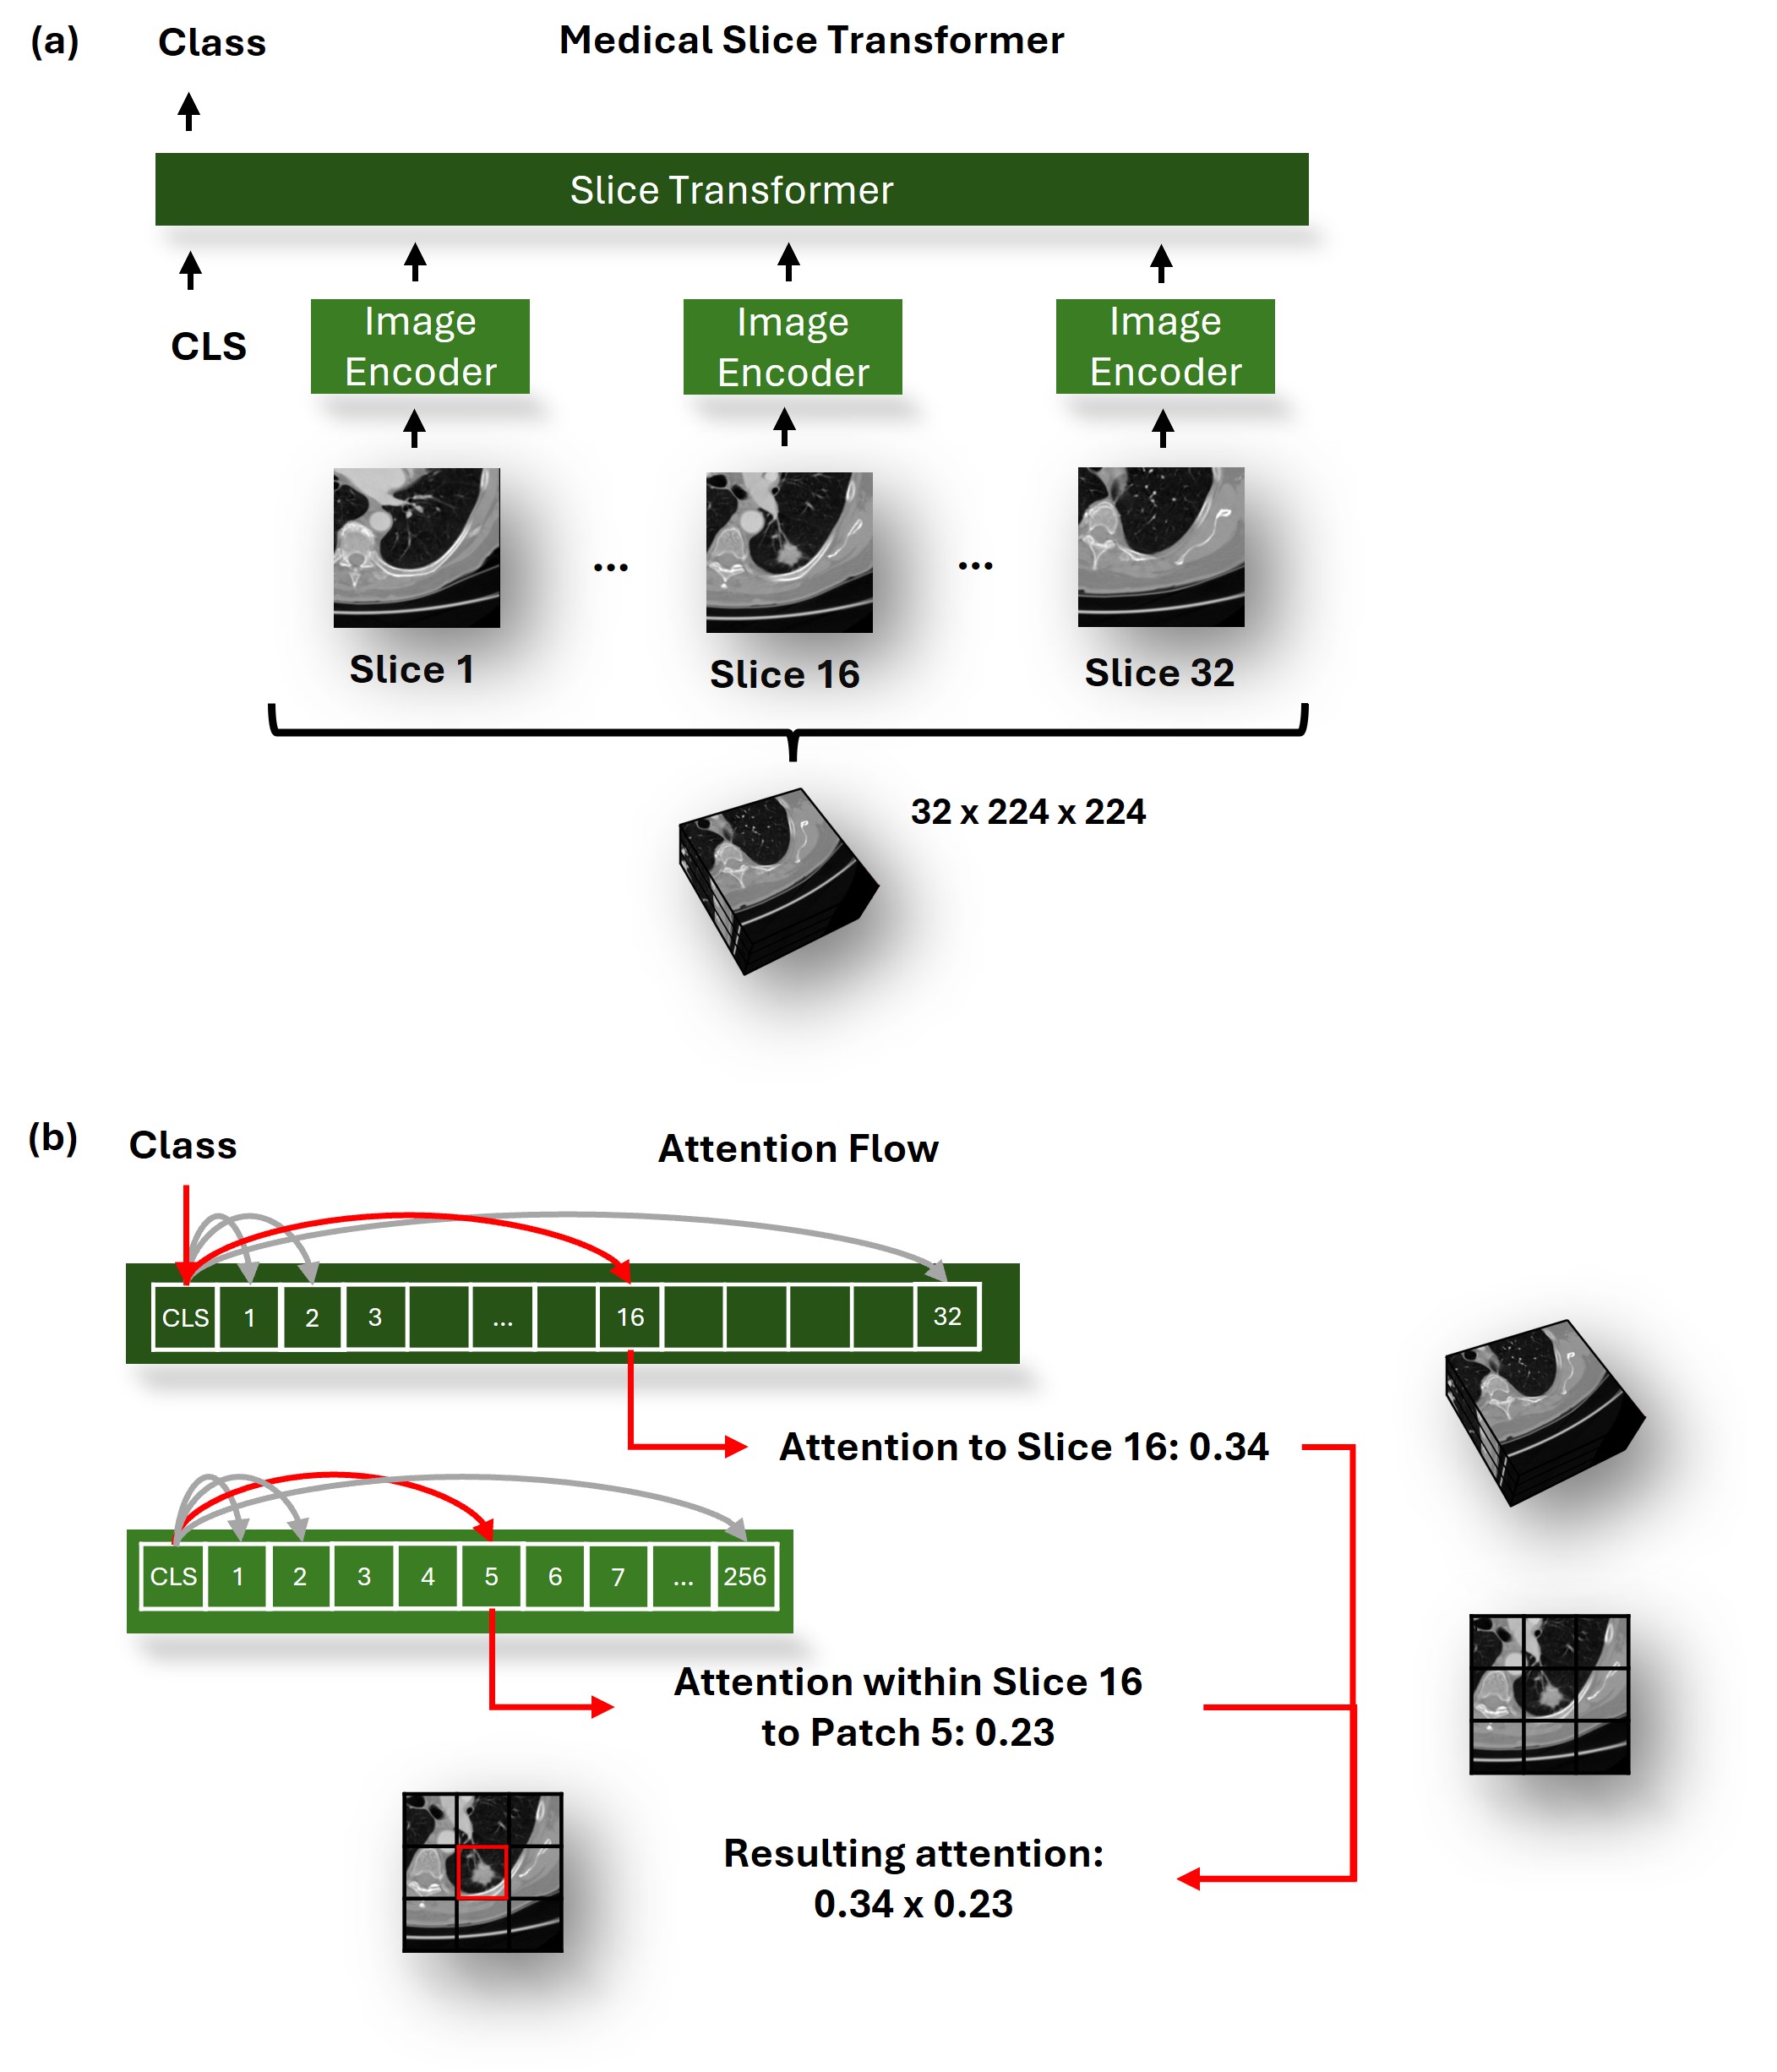 (a)
Class
Medical Slice Transformer
Slice Transformer
CLS
Image
Encoder
Image
Encoder
Image
Encoder
...
...
Slice 1
Slice 16
Slice 32
32 x 224 x 224
(b)
Class
Attention Flow
CLS 1 2 3 ... 16 32
Attention to Slice 16: 0.34
CLS 1 2 3 4 5 6 7 ... 256
Attention within Slice 16
to Patch 5: 0.23
Resulting attention:
0.34 x 0.23